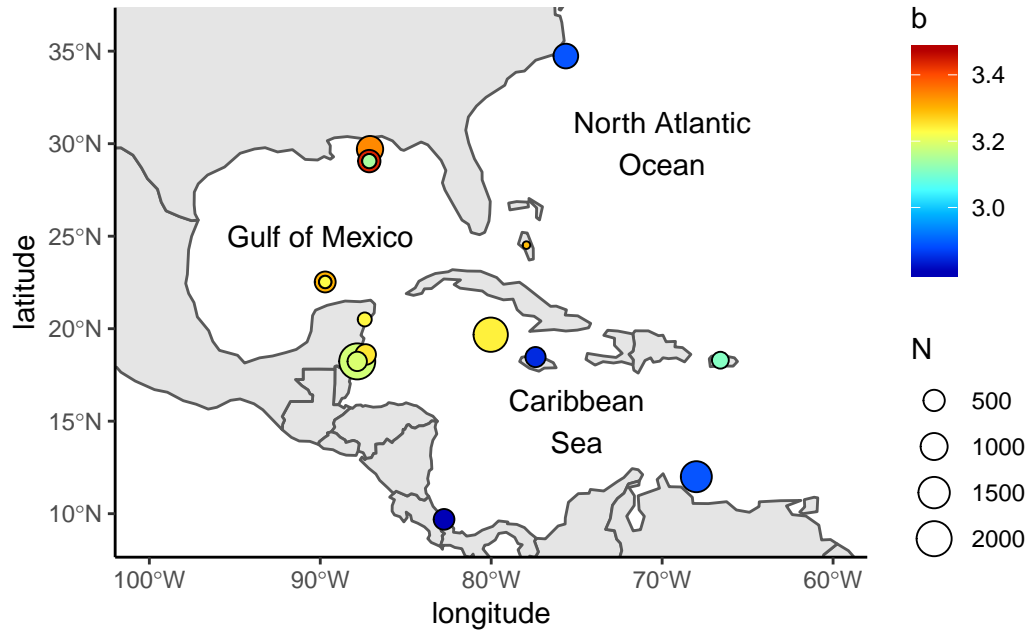 35°N
30°N
25°N
20°N
15°N
10°N
latitude
100°W
90°W
80°W
70°W
60°W
longitude
North Atlantic
Ocean
Gulf of Mexico
Caribbean
Sea
b
3.4
3.2
3.0
N
500
1000
1500
2000